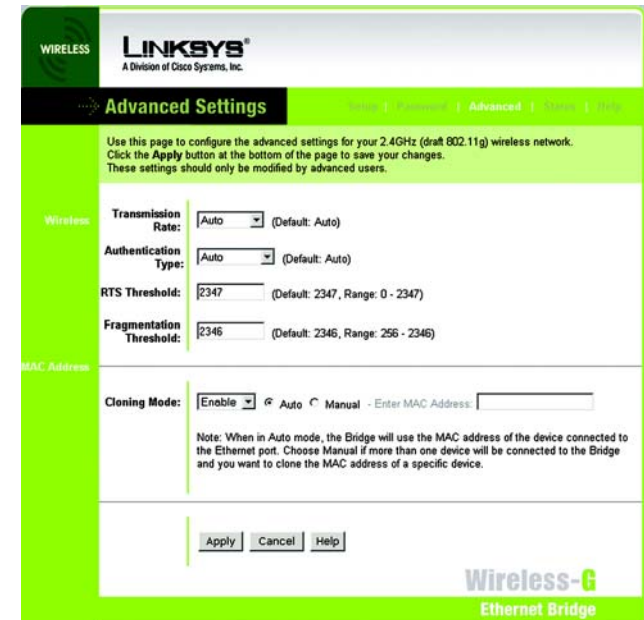 WIRELESS
LINKSYS®
A Division of Cisco Systems, Inc.
Advanced Settings
Setup | Password | Advanced | Status | Help
Use this page to configure the advanced settings for your 2.4GHz (draft 802.11g) wireless network.
Click the Apply button at the bottom of the page to save your changes.
These settings should only be modified by advanced users.
Wireless
Transmission Rate: Auto (Default: Auto)
Authentication Type: Auto (Default: Auto)
RTS Threshold: 2347 (Default: 2347, Range: 0 - 2347)
Fragmentation Threshold: 2346 (Default: 2346, Range: 256 - 2346)
MAC Address
Cloning Mode: Enable Auto Manual - Enter MAC Address:
Note: When in Auto mode, the Bridge will use the MAC address of the device connected to
the Ethernet port. Choose Manual if more than one device will be connected to the Bridge
and you want to clone the MAC address of a specific device.
Apply Cancel Help
Wireless-G
Ethernet Bridge